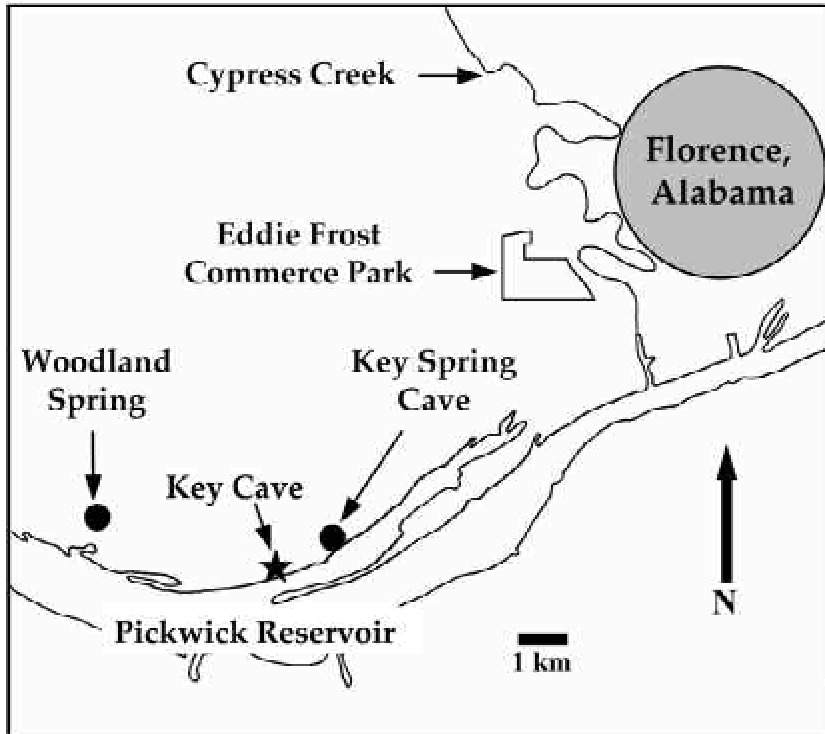 Cypress Creek
Florence,
Alabama
Eddie Frost
Commerce Park
Woodland
Spring
Key Spring
Cave
Key Cave
N
Pickwick Reservoir
1 km